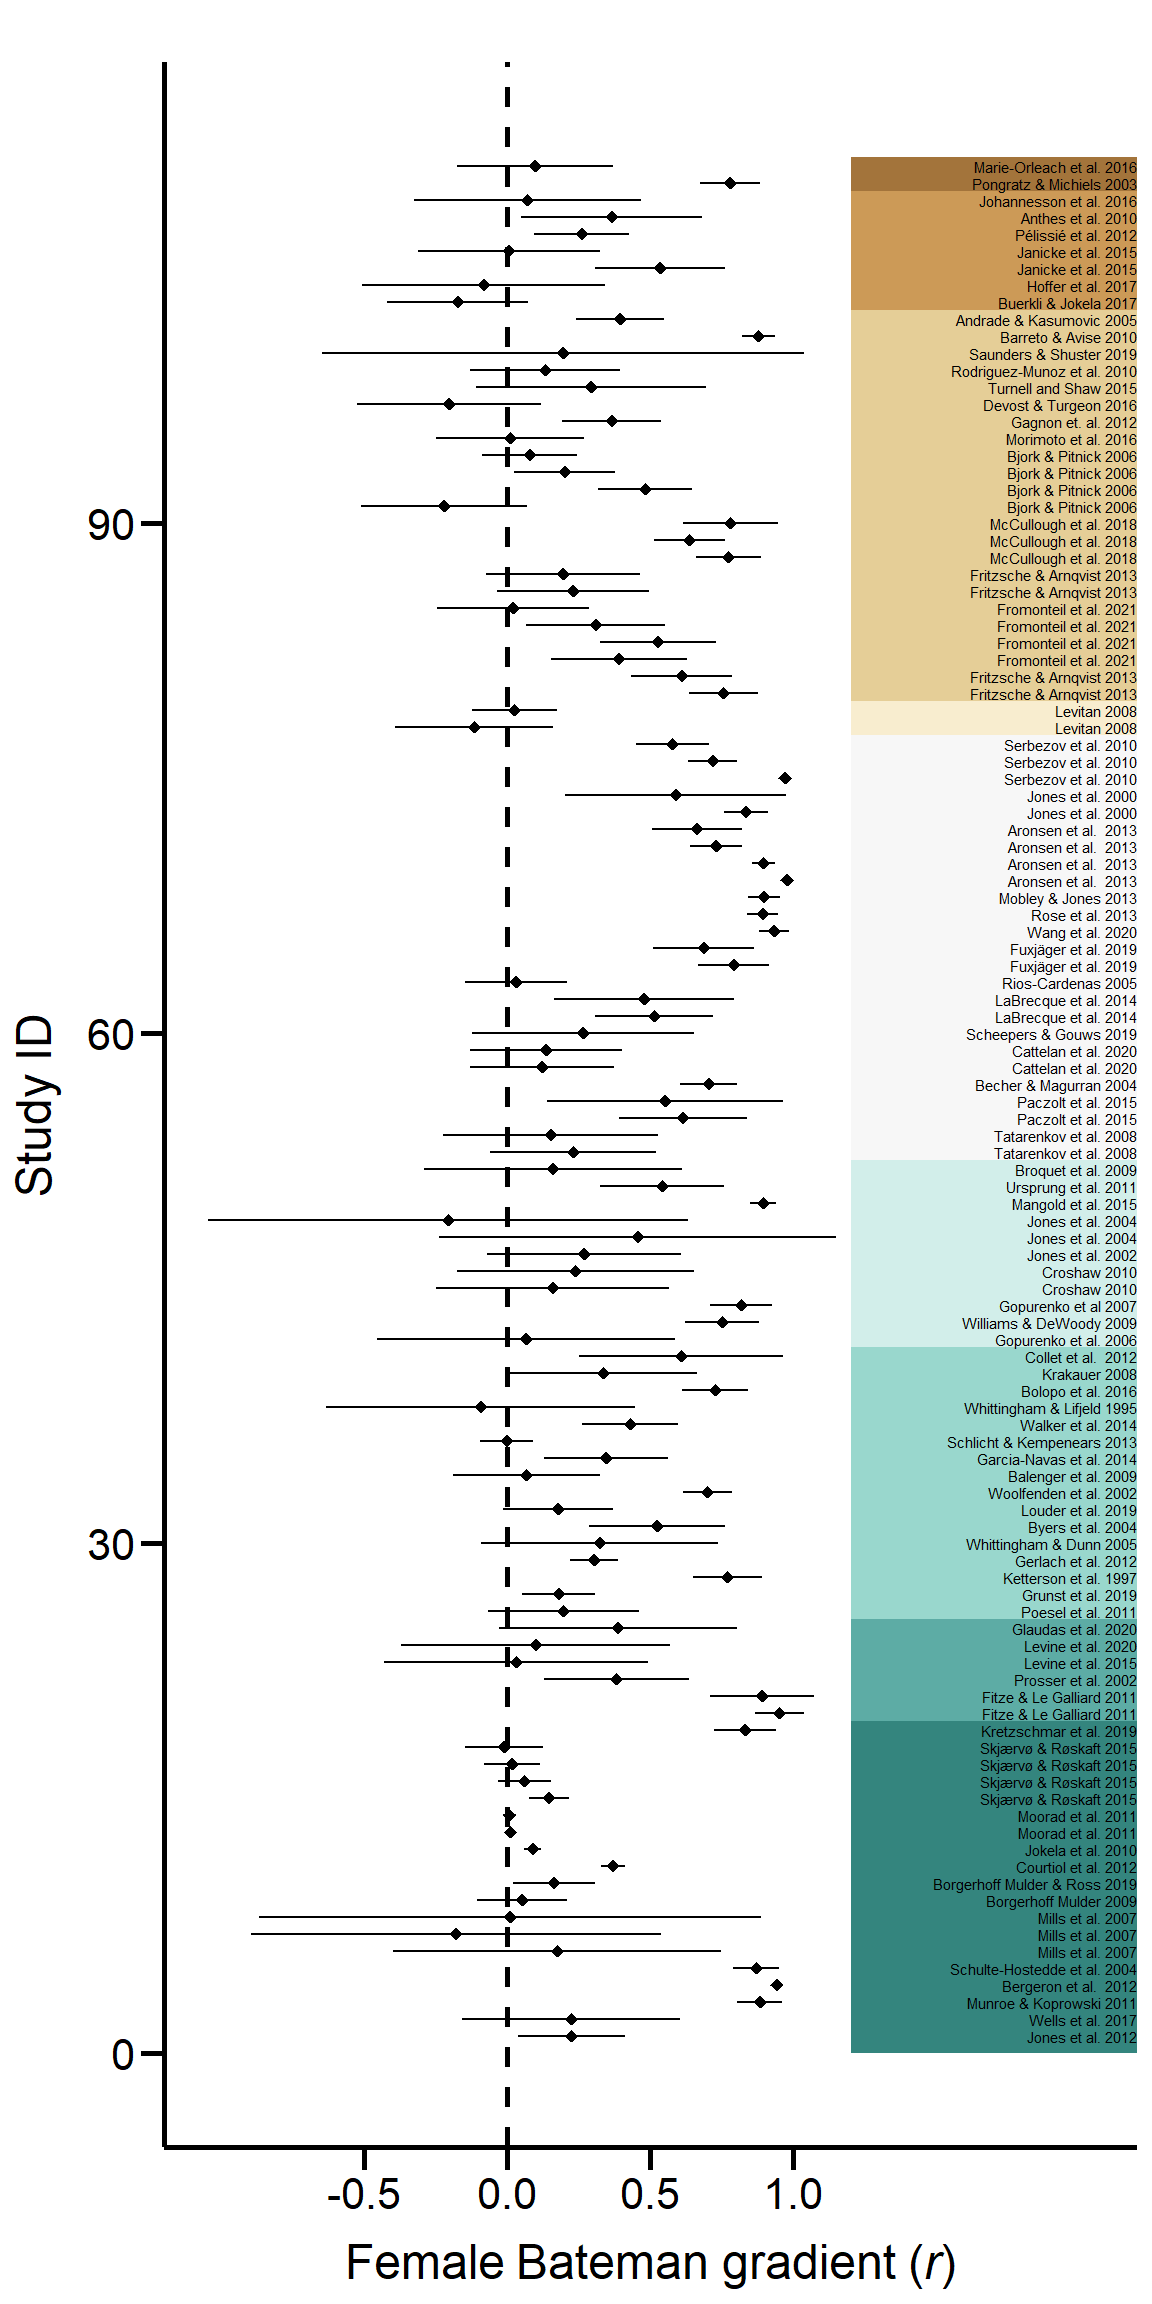 Marie-Orleach et al. 2016
Pongratz & Michiels 2003
Johannesson et al. 2016
Anthes et al. 2010
Pélissié et al. 2012
Janicke et al. 2015
Janicke et al. 2015
Hoffer et al. 2017
Buerkli & Jokela 2017
Andrade & Kasumovic 2005
Barreto & Avise 2010
Saunders & Shuster 2019
Rodriguez-Munoz et al. 2010
Turnell and Shaw 2015
Devost & Turgeon 2016
Gagnon et. al. 2012
Morimoto et al. 2016
Bjork & Pitnick 2006
Bjork & Pitnick 2006
Bjork & Pitnick 2006
Bjork & Pitnick 2006
90
McCullough et al. 2018
McCullough et al. 2018
McCullough et al. 2018
Fritzsche & Arnqvist 2013
Fritzsche & Arnqvist 2013
Fromonteil et al. 2021
Fromonteil et al. 2021
Fromonteil et al. 2021
Fromonteil et al. 2021
Fritzsche & Arnqvist 2013
Fritzsche & Arnqvist 2013
Levitan 2008
Levitan 2008
Serbezov et al. 2010
Serbezov et al. 2010
Serbezov et al. 2010
Jones et al. 2000
Jones et al. 2000
Aronsen et al. 2013
Aronsen et al. 2013
Aronsen et al. 2013
Aronsen et al. 2013
Mobley & Jones 2013
Rose et al. 2013
Wang et al. 2020
Fuxjäger et al. 2019
Fuxjäger et al. 2019
Rios-Cardenas 2005
LaBrecque et al. 2014
LaBrecque et al. 2014
60
Scheepers & Gouws 2019
Cattelan et al. 2020
Cattelan et al. 2020
Becher & Magurran 2004
Paczolt et al. 2015
Paczolt et al. 2015
Tatarenkov et al. 2008
Tatarenkov et al. 2008
Study ID
Broquet et al. 2009
Ursprung et al. 2011
Mangold et al. 2015
Jones et al. 2004
Jones et al. 2004
Jones et al. 2002
Croshaw 2010
Croshaw 2010
Gopurenko et al 2007
Williams & DeWoody 2009
Gopurenko et al. 2006
Collet et al. 2012
Krakauer 2008
Bolopo et al. 2016
Whittingham & Lifjeld 1995
Walker et al. 2014
Schlicht & Kempenears 2013
Garcia-Navas et al. 2014
Balenger et al. 2009
Woolfenden et al. 2002
Louder et al. 2019
Byers et al. 2004
30
Whittingham & Dunn 2005
Gerlach et al. 2012
Ketterson et al. 1997
Grunst et al. 2019
Poesel et al. 2011
Glaudas et al. 2020
Levine et al. 2020
Levine et al. 2015
Prosser et al. 2002
Fitze & Le Galliard 2011
Fitze & Le Galliard 2011
Kretzschmar et al. 2019
Skjærvø & Røskaft 2015
Skjærvø & Røskaft 2015
Skjærvø & Røskaft 2015
Skjærvø & Røskaft 2015
Moorad et al. 2011
Moorad et al. 2011
Jokela et al. 2010
Courtiol et al. 2012
Borgerhoff Mulder & Ross 2019
Borgerhoff Mulder 2009
Mills et al. 2007
Mills et al. 2007
Mills et al. 2007
Schulte-Hostedde et al. 2004
Bergeron et al. 2012
Munroe & Koprowski 2011
Wells et al. 2017
Jones et al. 2012
0
-0.5 0.0 0.5 1.0
Female Bateman gradient (r)